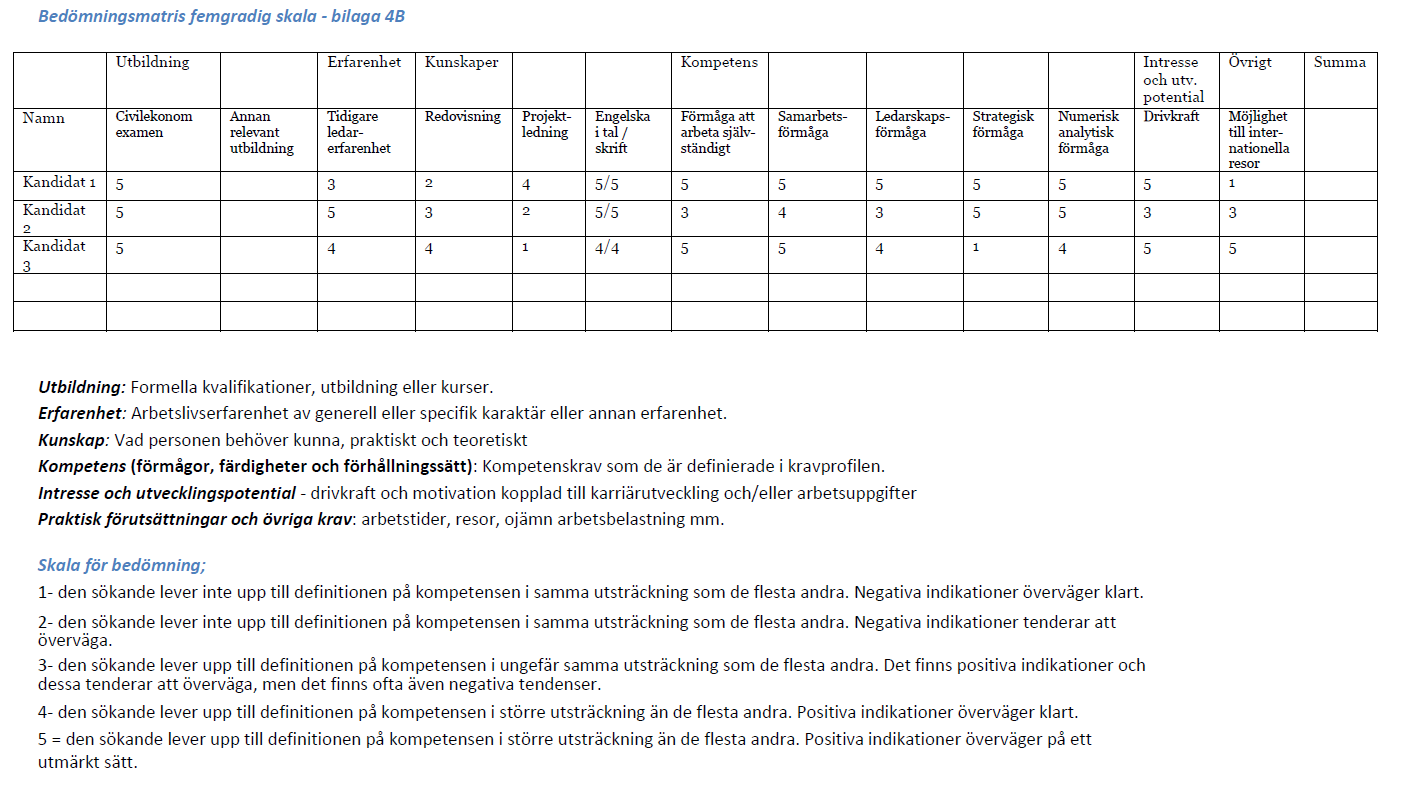 Bedömningsmatris femgradig skala - bilaga 4B
Utbildning Erfarenhet Kunskaper Kompetens Intresse och utv. potential Övrigt Summa
Namn Civilekonom examen Annan relevant utbildning Tidigare ledar-erfarenhet Redovisning Projekt-ledning Engelska i tal / skrift Förmåga att arbeta själv-ständigt Samarbets-förmåga Ledarskaps-förmåga Strategisk förmåga Numerisk analytisk förmåga Drivkraft Möjlighet till inter-nationella resor
Kandidat 1 5 3 2 4 5/5 5 5 5 5 5 5 1
Kandidat 2 5 5 3 2 5/5 3 4 3 5 5 3 3
Kandidat 3 5 4 4 1 4/4 5 5 4 1 4 5 5
Utbildning: Formella kvalifikationer, utbildning eller kurser.
Erfarenhet: Arbetslivserfarenhet av generell eller specifik karaktär eller annan erfarenhet.
Kunskap: Vad personen behöver kunna, praktiskt och teoretiskt
Kompetens (förmågor, färdigheter och förhållningssätt): Kompetenskrav som de är definierade i kravprofilen.
Intresse och utvecklingspotential - drivkraft och motivation kopplad till karriärutveckling och/eller arbetsuppgifter
Praktisk förutsättningar och övriga krav: arbetstider, resor, ojämn arbetsbelastning mm.
Skala för bedömning;
1- den sökande lever inte upp till definitionen på kompetensen i samma utsträckning som de flesta andra. Negativa indikationer överväger klart.
2- den sökande lever inte upp till definitionen på kompetensen i samma utsträckning som de flesta andra. Negativa indikationer tenderar att
överväga.
3- den sökande lever upp till definitionen på kompetensen i ungefär samma utsträckning som de flesta andra. Det finns positiva indikationer och
dessa tenderar att överväga, men det finns ofta även negativa tendenser.
4- den sökande lever upp till definitionen på kompetensen i större utsträckning än de flesta andra. Positiva indikationer överväger klart.
5 = den sökande lever upp till definitionen på kompetensen i större utsträckning än de flesta andra. Positiva indikationer överväger på ett
utmärkt sätt.